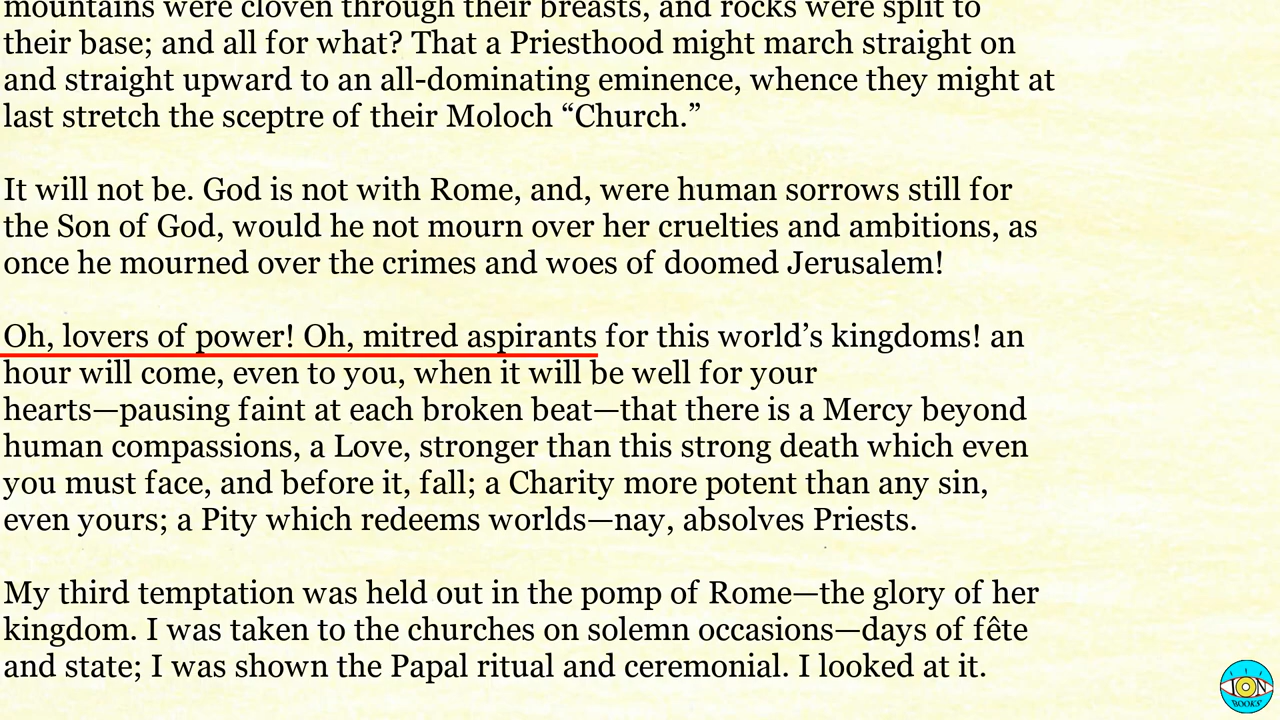 mountains were cloven through their breasts, and rocks were split to
their base; and all for what? That a Priesthood might march straight on
and straight upward to an all-dominating eminence, whence they might at
last stretch the sceptre of their Moloch “Church.”
It will not be. God is not with Rome, and, were human sorrows still for
the Son of God, would he not mourn over her cruelties and ambitions, as
once he mourned over the crimes and woes of doomed Jerusalem!
Oh, lovers of power! Oh, mitred aspirants for this world’s kingdoms! an
hour will come, even to you, when it will be well for your
hearts—pausing faint at each broken beat—that there is a Mercy beyond
human compassions, a Love, stronger than this strong death which even
you must face, and before it, fall; a Charity more potent than any sin,
even yours; a Pity which redeems worlds—nay, absolves Priests.
My third temptation was held out in the pomp of Rome—the glory of her
kingdom. I was taken to the churches on solemn occasions—days of fête
and state; I was shown the Papal ritual and ceremonial. I looked at it.
ION
BOOKS